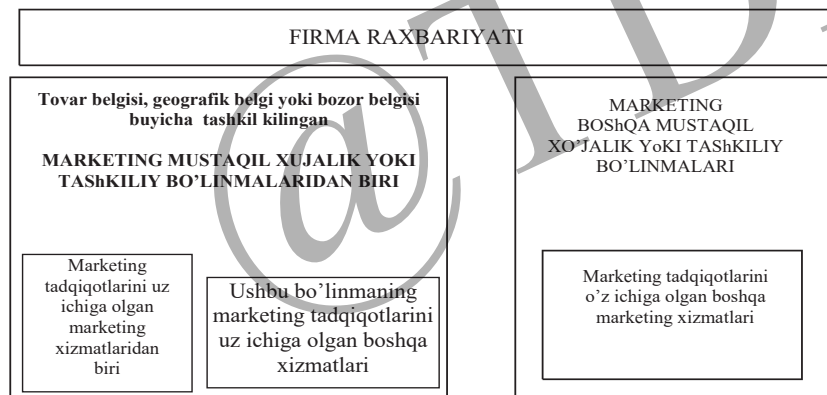 FIRMA RAXBARIYATI
Tovar belgisi, geografik belgi yoki bozor belgisi
buyicha tashkil kilingan
MARKETING MUSTAQIL XUJALIK YOKI
TAShKILIY BO’LINMALARIDAN BIRI
Marketing
tadqiqotlarini uz
ichiga olgan
marketing
xizmatlaridan
biri
Ushbu bo’linmaning
marketing tadqiqotlarini
uz ichiga olgan boshqa
xizmatlari
MARKETING
BOShQA MUSTAQIL
XO’JALIK YoKI TAShKILIY
BO’LINMALARI
Marketing tadqiqotlarini
o’z ichiga olgan boshqa
marketing xizmatlari